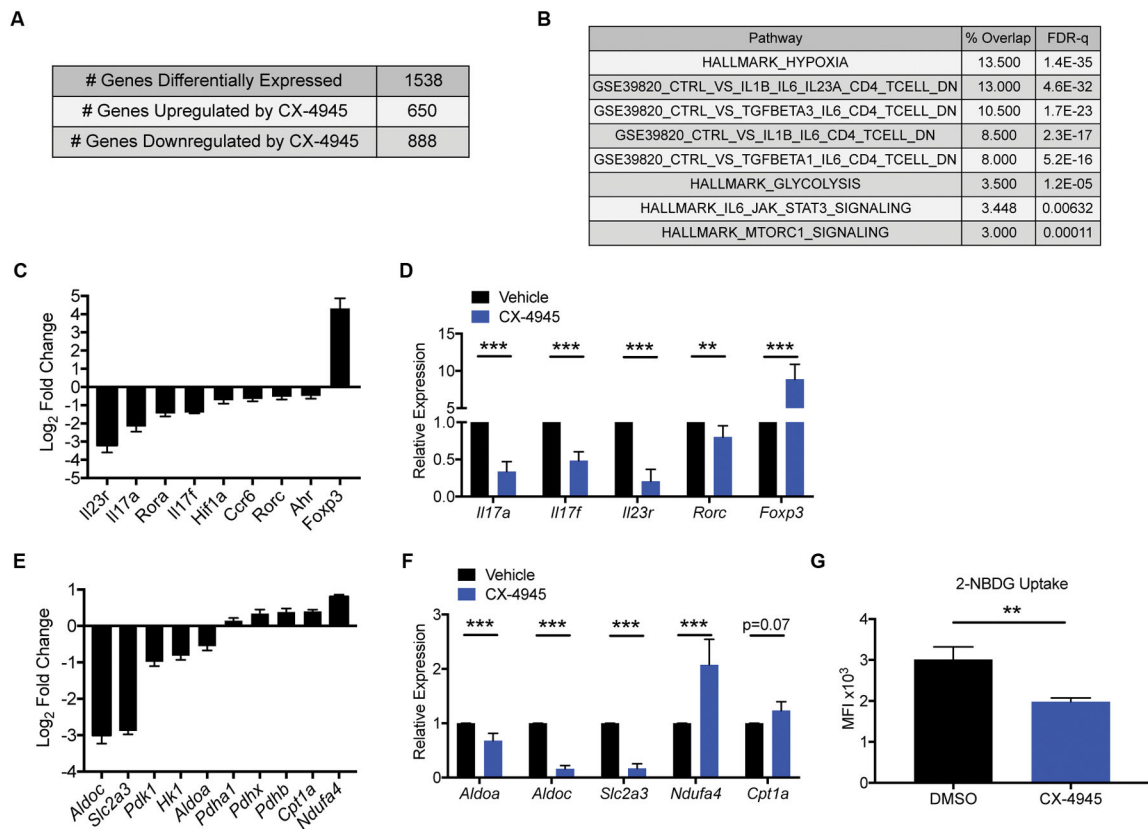 A
# Genes Differentially Expressed 1538
# Genes Upregulated by CX-4945 650
# Genes Downregulated by CX-4945 888
B
Pathway % Overlap FDR-q
HALLMARK_HYPOXIA 13.500 1.4E-35
GSE39820_CTRL_VS_IL1B_IL6_IL23A_CD4_TCELL_DN 13.000 4.6E-32
GSE39820_CTRL_VS_TGFBETA3_IL6_CD4_TCELL_DN 10.500 1.7E-23
GSE39820_CTRL_VS_IL1B_IL6_CD4_TCELL_DN 8.500 2.3E-17
GSE39820_CTRL_VS_TGFBETA1_IL6_CD4_TCELL_DN 8.000 5.2E-16
HALLMARK_GLYCOLYSIS 3.500 1.2E-05
HALLMARK_IL6_JAK_STAT3_SIGNALING 3.448 0.00632
HALLMARK_MTORC1_SIGNALING 3.000 0.00011
C
Log2 Fold Change
5
4
3
2
1
0
-1
-2
-3
-4
-5
Il23r Il17a Rora Il17f Hif1a Ccr6 Rorc Ahr Foxp3
D
Vehicle
CX-4945
Relative Expression
15
10
5
1.0
0.5
0.0
*** *** *** ** ***
Il17a Il17f Il23r Rorc Foxp3
E
Log2 Fold Change
1
0
-1
-2
-3
-4
Aldoc Slc2a3 Pdk1 Hk1 Aldoa Pdha1 Pdhx Pdhb Cpt1a Ndufa4
F
Vehicle
CX-4945
Relative Expression
3
2
1
0
*** *** *** *** p=0.07
Aldoa Aldoc Slc2a3 Ndufa4 Cpt1a
G
2-NBDG Uptake
**
MFI x103
4
3
2
1
0
DMSO CX-4945